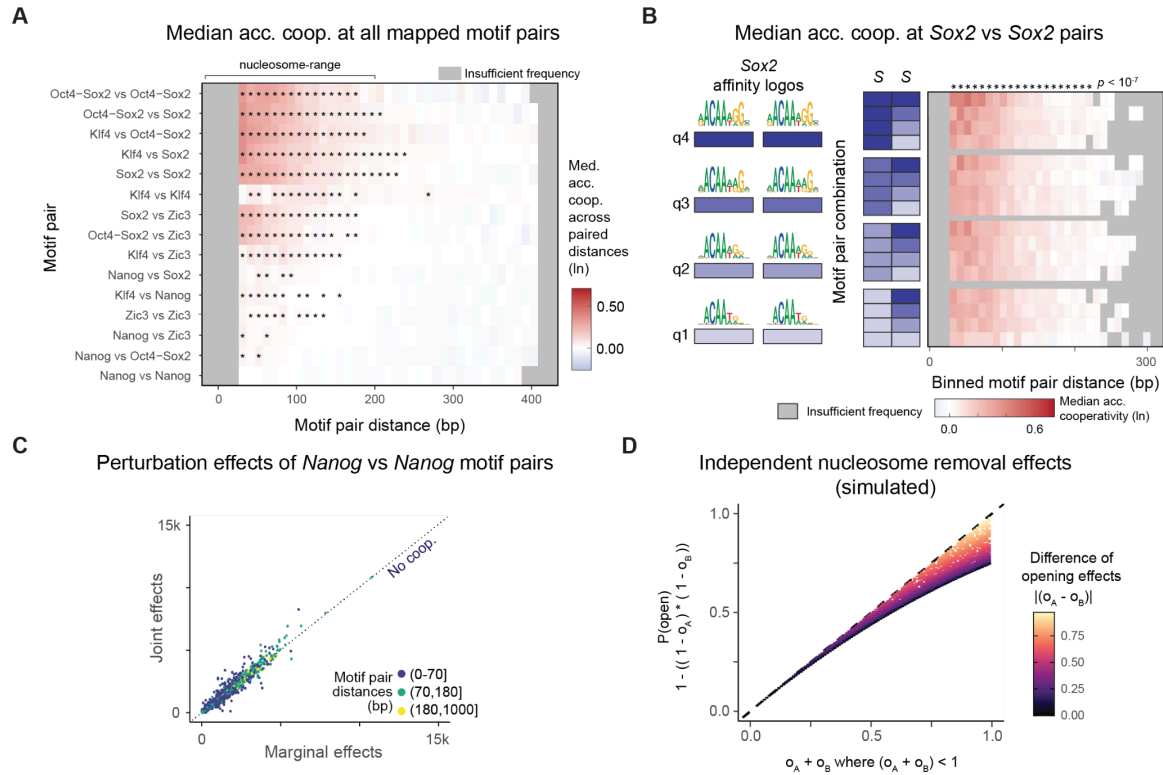 A
Median acc. coop. at all mapped motif pairs
nucleosome-range
Insufficient frequency
Motif pair
Oct4−Sox2 vs Oct4−Sox2
Oct4−Sox2 vs Sox2
Klf4 vs Oct4−Sox2
Klf4 vs Sox2
Sox2 vs Sox2
Klf4 vs Klf4
Sox2 vs Zic3
Oct4−Sox2 vs Zic3
Klf4 vs Zic3
Nanog vs Sox2
Klf4 vs Nanog
Zic3 vs Zic3
Nanog vs Zic3
Nanog vs Oct4−Sox2
Nanog vs Nanog
0 100 200 300 400
Motif pair distance (bp)
Med.
acc.
coop.
across
paired
distances
(ln)
0.50
0.00
B
Median acc. coop. at Sox2 vs Sox2 pairs
Sox2
affinity logos
S S
p < 10-7
q4
q3
q2
q1
Motif pair combination
0 300
Binned motif pair distance (bp)
Insufficient frequency
0.0 0.6
Median acc.
cooperativity (ln)
C
Perturbation effects of Nanog vs Nanog motif pairs
15k
0
Joint effects
No coop.
Motif pair
distances
(bp)
(0-70]
(70,180]
(180,1000]
0 15k
Marginal effects
D
Independent nucleosome removal effects
(simulated)
P(open)
1 - (( 1 - oA) * ( 1 - oB ))
1.0
0.5
0.0
0.0 0.5 1.0
oA + oB where (oA + oB) < 1
Difference of
opening effects
|(oA - oB)|
0.75
0.50
0.25
0.00